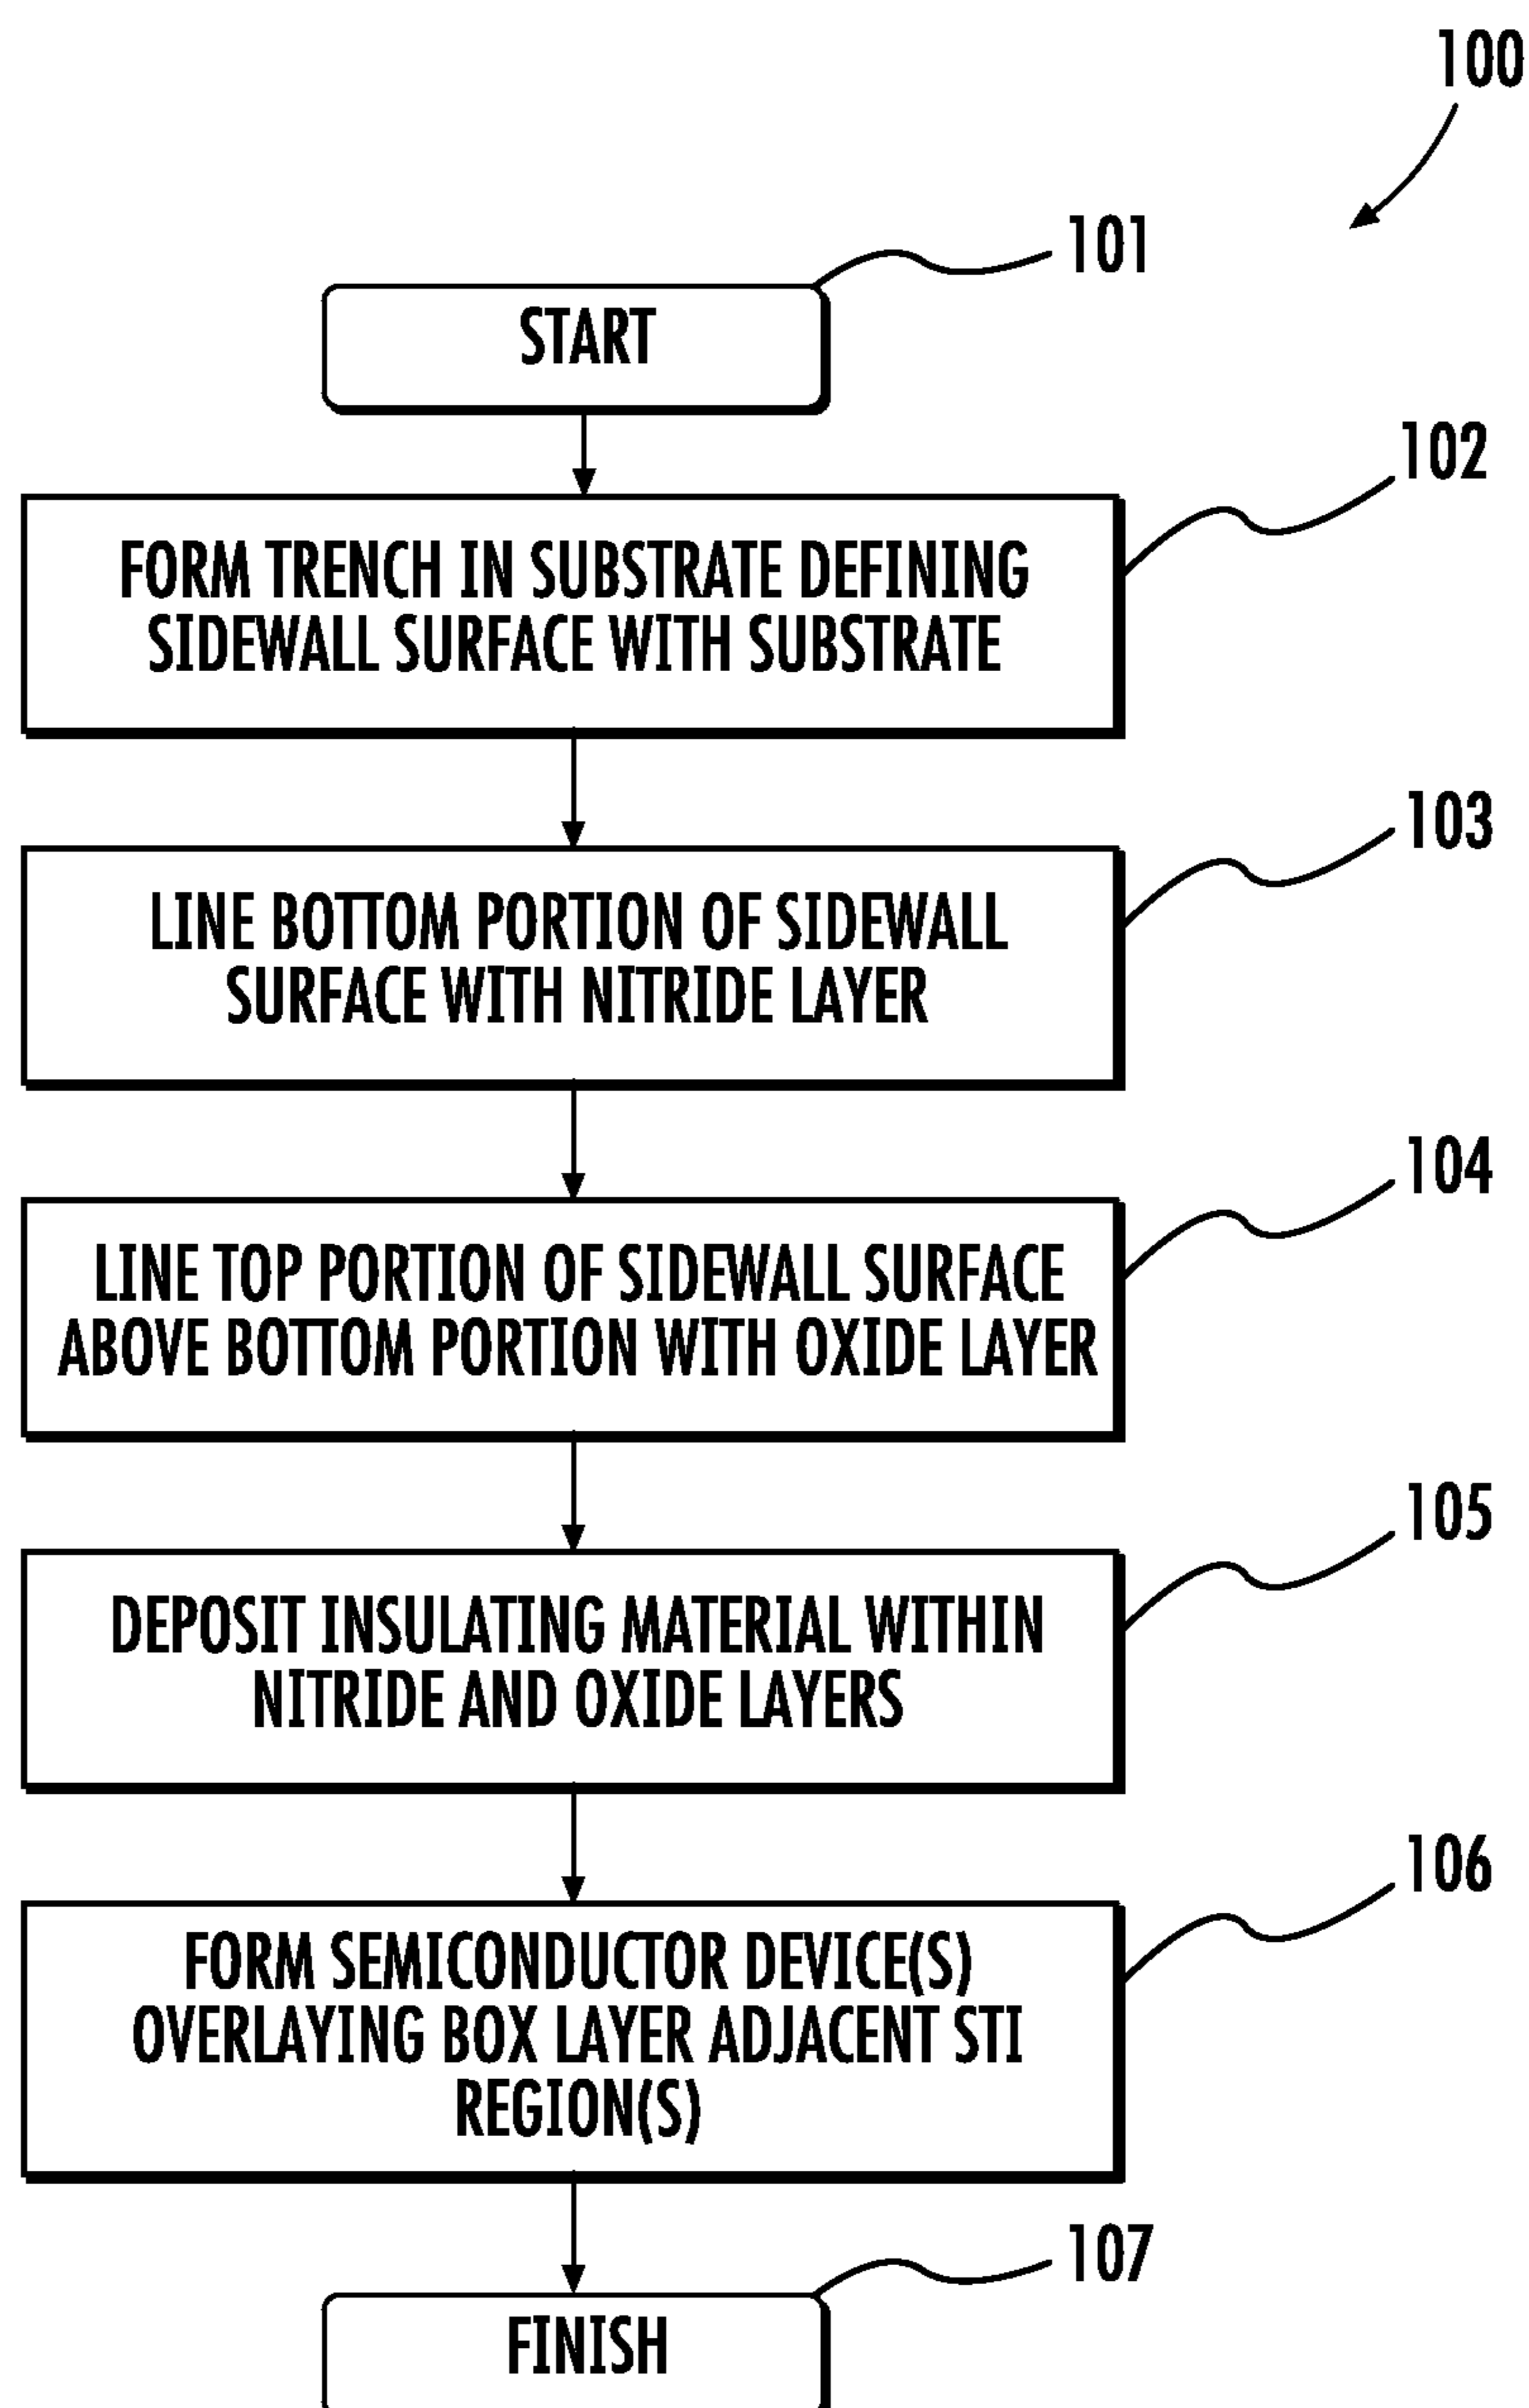 100
101
START
102
FORM TRENCH IN SUBSTRATE DEFINING
SIDEWALL SURFACE WITH SUBSTRATE
103
LINE BOTTOM PORTION OF SIDEWALL
SURFACE WITH NITRIDE LAYER
104
LINE TOP PORTION OF SIDEWALL SURFACE
ABOVE BOTTOM PORTION WITH OXIDE LAYER
105
DEPOSIT INSULATING MATERIAL WITHIN
NITRIDE AND OXIDE LAYERS
106
FORM SEMICONDUCTOR DEVICE(S)
OVERLAYING BOX LAYER ADJACENT STI
REGION(S)
107
FINISH